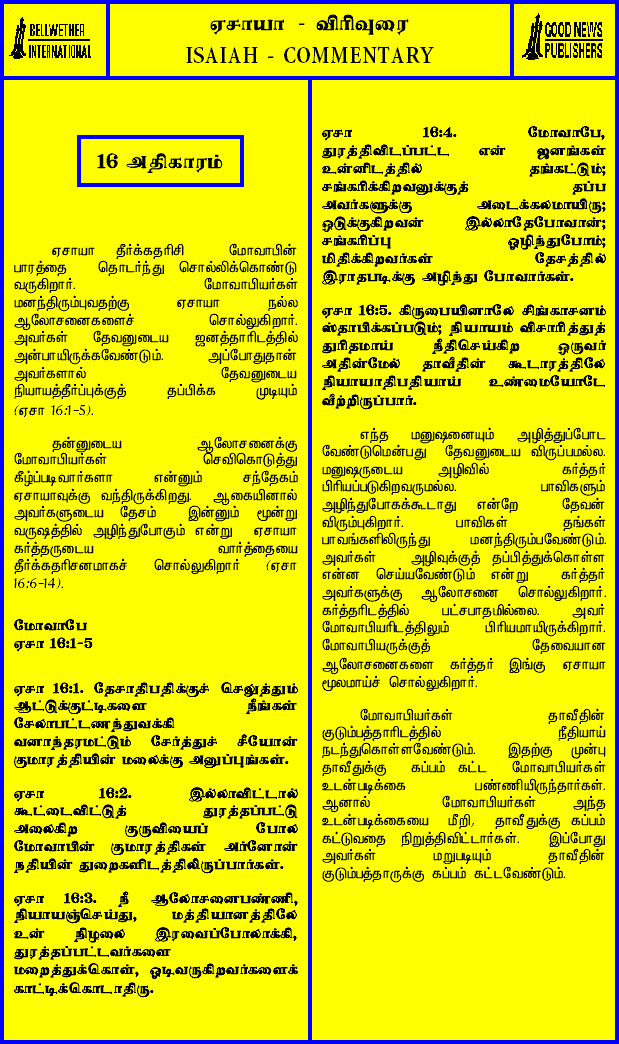 BELLWETHER
INTERNATIONAL
ஏசாயா - விரிவுரை
ISAIAH - COMMENTARY
GOOD NEWS
PUBLISHERS
16 அதிகாரம்
ஏசாயா தீர்க்கதரிசி மோவாபின்
பாரத்தை தொடர்ந்து சொல்லிக்கொண்டு
வருகிறார். மோவாபியர்கள்
மனந்திரும்புவதற்கு ஏசாயா நல்ல
ஆலோசனைகளைச் சொல்லுகிறார்.
அவர்கள் தேவனுடைய ஜனத்தாரிடத்தில்
அன்பாயிருக்கவேண்டும். அப்போதுதான்
அவர்களால் தேவனுடைய
நியாயத்தீர்ப்புக்குத் தப்பிக்க முடியும்
(ஏசா 16:1-5).
தன்னுடைய ஆலோசனைக்கு
மோவாபியர்கள் செவிகொடுத்து
கீழ்ப்படிவார்களா என்னும் சந்தேகம்
ஏசாயாவுக்கு வந்திருக்கிறது. ஆகையினால்
அவர்களுடைய தேசம் இன்னும் மூன்று
வருஷத்தில் அழிந்துபோகும் என்று ஏசாயா
கர்த்தருடைய வார்த்தையை
தீர்க்கதரிசனமாகச் சொல்லுகிறார் (ஏசா
16:6-14).
மோவாபே
ஏசா 16:1-5
ஏசா 16:1. தேசாதிபதிக்குச் செலுத்தும்
ஆட்டுக்குட்டிகளை நீங்கள்
சேலாபட்டணந்துவக்கி
வனாந்தரமட்டும் சேர்த்துச் சீயோன்
குமாரத்தியின் மலைக்கு அனுப்புங்கள்.
ஏசா 16:2. இல்லாவிட்டால்
கூட்டைவிட்டுத் துரத்தப்பட்டு
அலைகிற குருவியைப் போல
மோவாபின் குமாரத்திகள் அர்னோன்
நதியின் துறைகளிடத்திலிருப்பார்கள்.
ஏசா 16:3. நீ ஆலோசனைபண்ணி,
நியாயஞ்செய்து, மத்தியானத்திலே
உன் நிழலை இரவைப்போலாக்கி,
துரத்தப்பட்டவர்களை
மறைத்துக்கொள், ஓடிவருகிறவர்களைக்
காட்டிக்கொடாதிரு.
ஏசா 16:4. மோவாபே,
துரத்திவிடப்பட்ட என் ஜனங்கள்
உன்னிடத்தில் தங்கட்டும்;
சங்கரிக்கிறவனுக்குத் தப்ப
அவர்களுக்கு அடைக்கலமாயிரு;
ஒடுக்குகிறவன் இல்லாதேபோவான்;
சங்கரிப்பு ஒழிந்துபோம்;
மிதிக்கிறவர்கள் தேசத்தில்
இராதபடிக்கு அழிந்து போவார்கள்.
ஏசா 16:5. கிருபையினாலே சிங்காசனம்
ஸ்தாபிக்கப்படும்; நியாயம் விசாரித்துத்
துரிதமாய் நீதிசெய்கிற ஒருவர்
அதின்மேல் தாவீதின் கூடாரத்திலே
நியாயாதிபதியாய் உண்மையோடே
வீற்றிருப்பார்.
எந்த மனுஷனையும் அழித்துப்போட
வேண்டுமென்பது தேவனுடைய விருப்பமல்ல.
மனுஷருடைய அழிவில் கர்த்தர்
பிரியப்படுகிறவருமல்ல. பாவிகளும்
அழிந்துபோகக்கூடாது என்றே தேவன்
விரும்புகிறார். பாவிகள் தங்கள்
பாவங்களிலிருந்து மனந்திரும்பவேண்டும்.
அவர்கள் அழிவுக்குத் தப்பித்துக்கொள்ள
என்ன செய்யவேண்டும் என்று கர்த்தர்
அவர்களுக்கு ஆலோசனை சொல்லுகிறார்.
கர்த்தரிடத்தில் பட்சபாதமில்லை. அவர்
மோவாபியரிடத்திலும் பிரியமாயிருக்கிறார்.
மோவாபியருக்குத் தேவையான
ஆலோசனைகளை கர்த்தர் இங்கு ஏசாயா
மூலமாய்ச் சொல்லுகிறார்.
மோவாபியர்கள் தாவீதின்
குடும்பத்தாரிடத்தில் நீதியாய்
நடந்துகொள்ளவேண்டும். இதற்கு முன்பு
தாவீதுக்கு கப்பம் கட்ட மோவாபியர்கள்
உடன்படிக்கை பண்ணியிருந்தார்கள்.
ஆனால் மோவாபியர்கள் அந்த
உடன்படிக்கையை மீறி, தாவீதுக்கு கப்பம்
கட்டுவதை நிறுத்திவிட்டார்கள். இப்போது
அவர்கள் மறுபடியும் தாவீதின்
குடும்பத்தாருக்கு கப்பம் கட்டவேண்டும்.